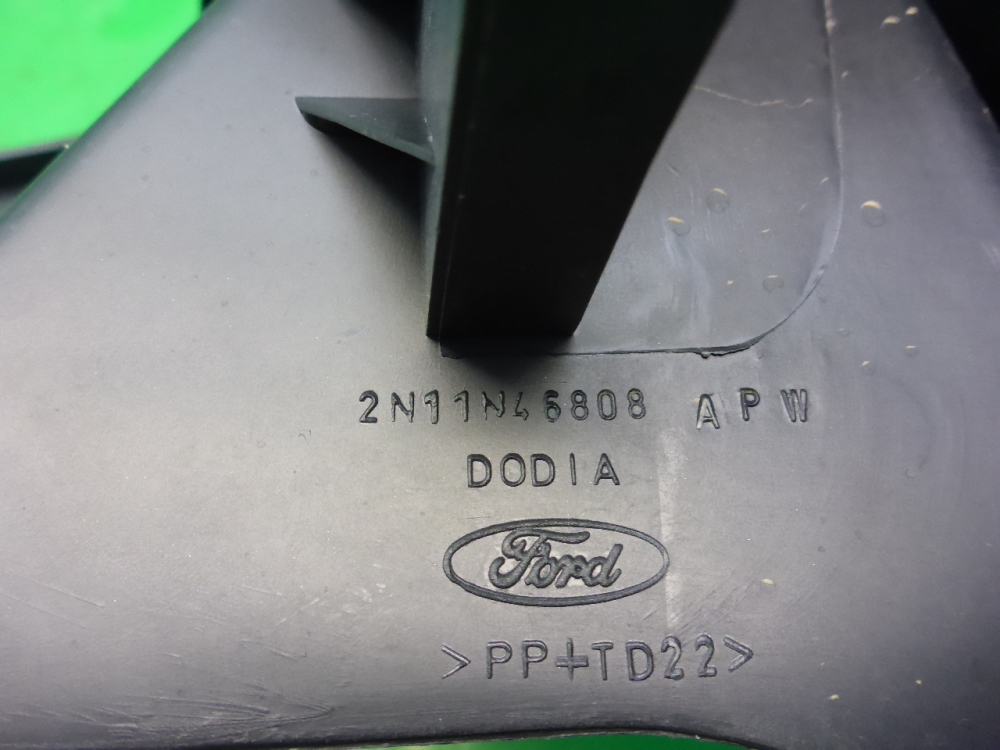 2N11N46808 APW
DODIA
Ford
>PP+TD22>